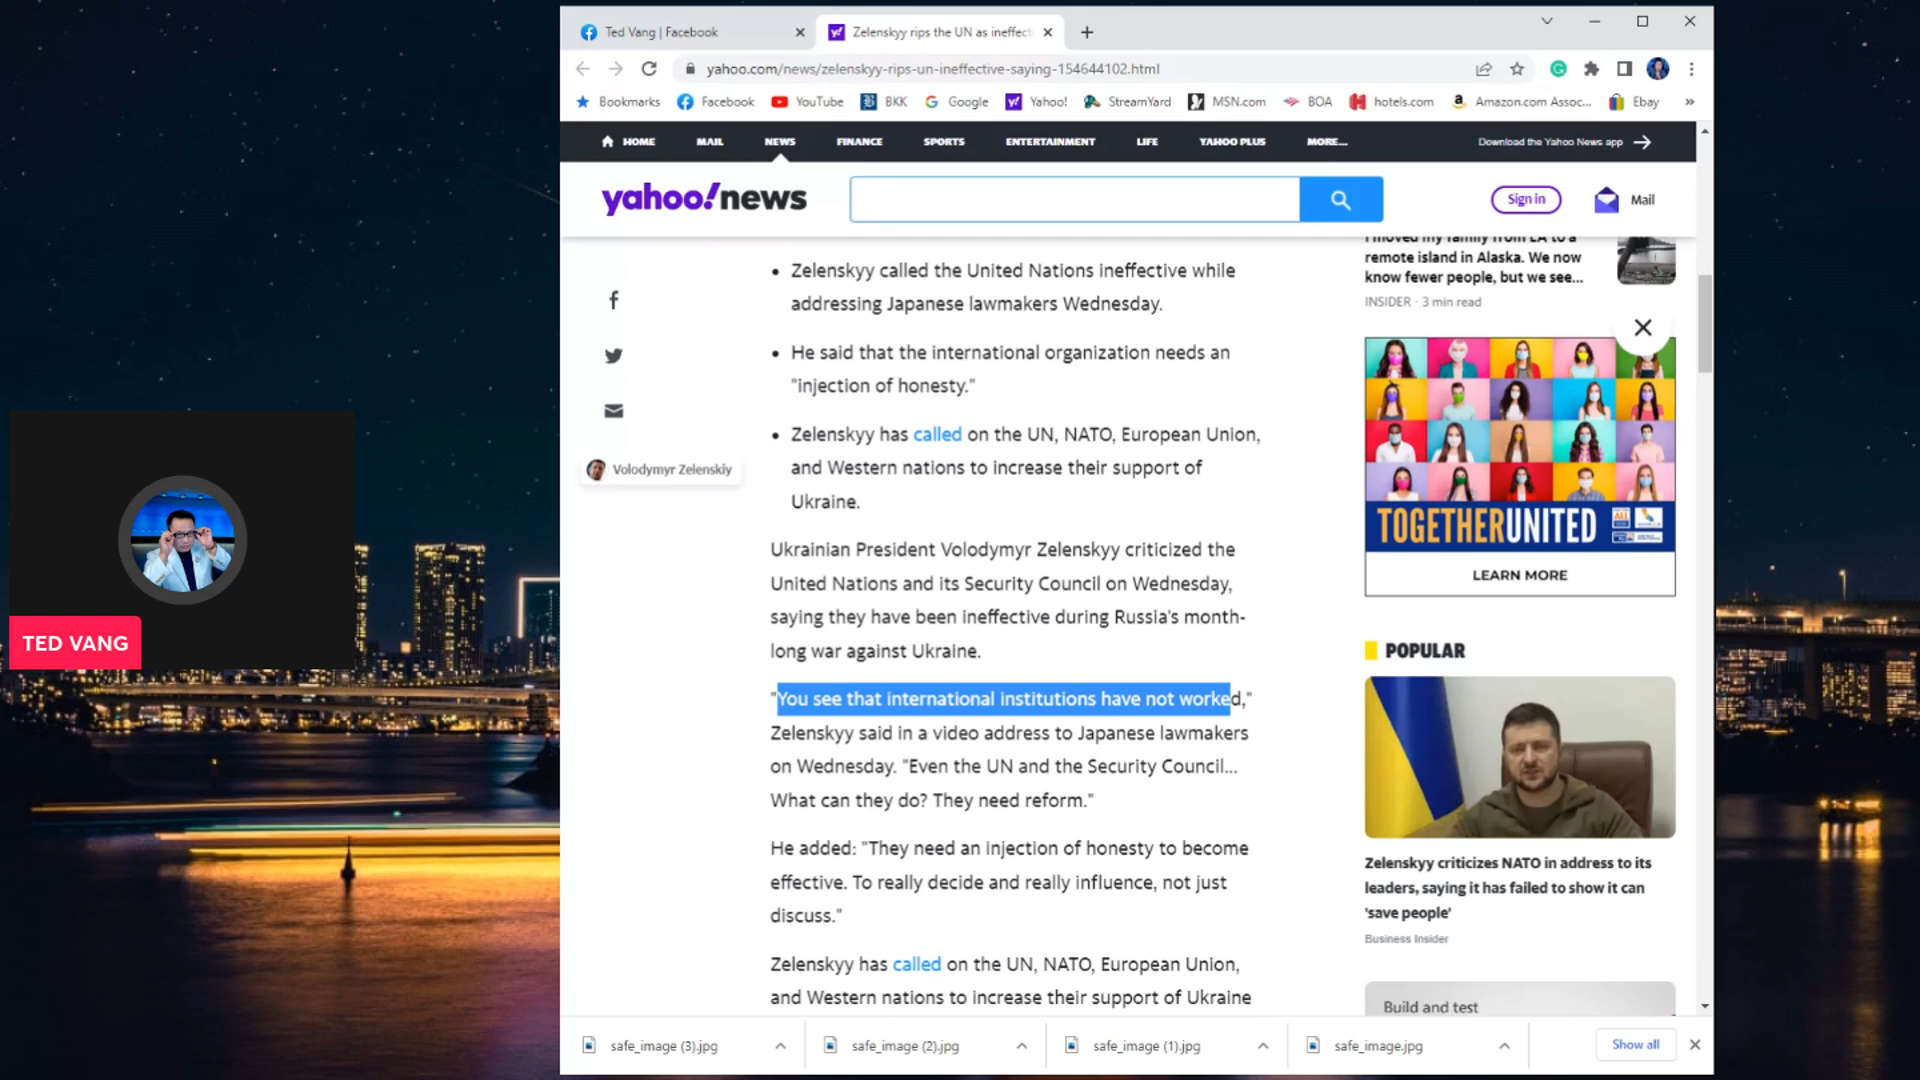 Ted Vang | Facebook
Zelenskyy rips the UN as ineffect
yahoo.com/news/zelenskyy-rips-un-ineffective-saying-154644102.html
Bookmarks
Facebook
YouTube
BKK
Google
Yahoo!
StreamYard
MSN.com
BOA
hotels.com
Amazon.com Assoc...
Ebay
HOME
MAIL
NEWS
FINANCE
SPORTS
ENTERTAINMENT
LIFE
YAHOO PLUS
MORE...
Download the Yahoo News app
yahoo!news
Sign in
Mail
• Zelenskyy called the United Nations ineffective while
addressing Japanese lawmakers Wednesday.
• He said that the international organization needs an
"injection of honesty."
• Zelenskyy has called on the UN, NATO, European Union,
and Western nations to increase their support of
Ukraine.
Volodymyr Zelenskiy
Ukrainian President Volodymyr Zelenskyy criticized the
United Nations and its Security Council on Wednesday,
saying they have been ineffective during Russia's month-
long war against Ukraine.
"You see that international institutions have not worked,"
Zelenskyy said in a video address to Japanese lawmakers
on Wednesday. "Even the UN and the Security Council...
What can they do? They need reform."
He added: "They need an injection of honesty to become
effective. To really decide and really influence, not just
discuss."
Zelenskyy has called on the UN, NATO, European Union,
and Western nations to increase their support of Ukraine
I moved my family from LA to a
remote island in Alaska. We now
know fewer people, but we see...
INSIDER · 3 min read
TOGETHERUNITED
LEARN MORE
POPULAR
Zelenskyy criticizes NATO in address to its
leaders, saying it has failed to show it can
'save people'
Business Insider
Build and test
TED VANG
safe_image (3).jpg
safe_image (2).jpg
safe_image (1).jpg
safe_image.jpg
Show all